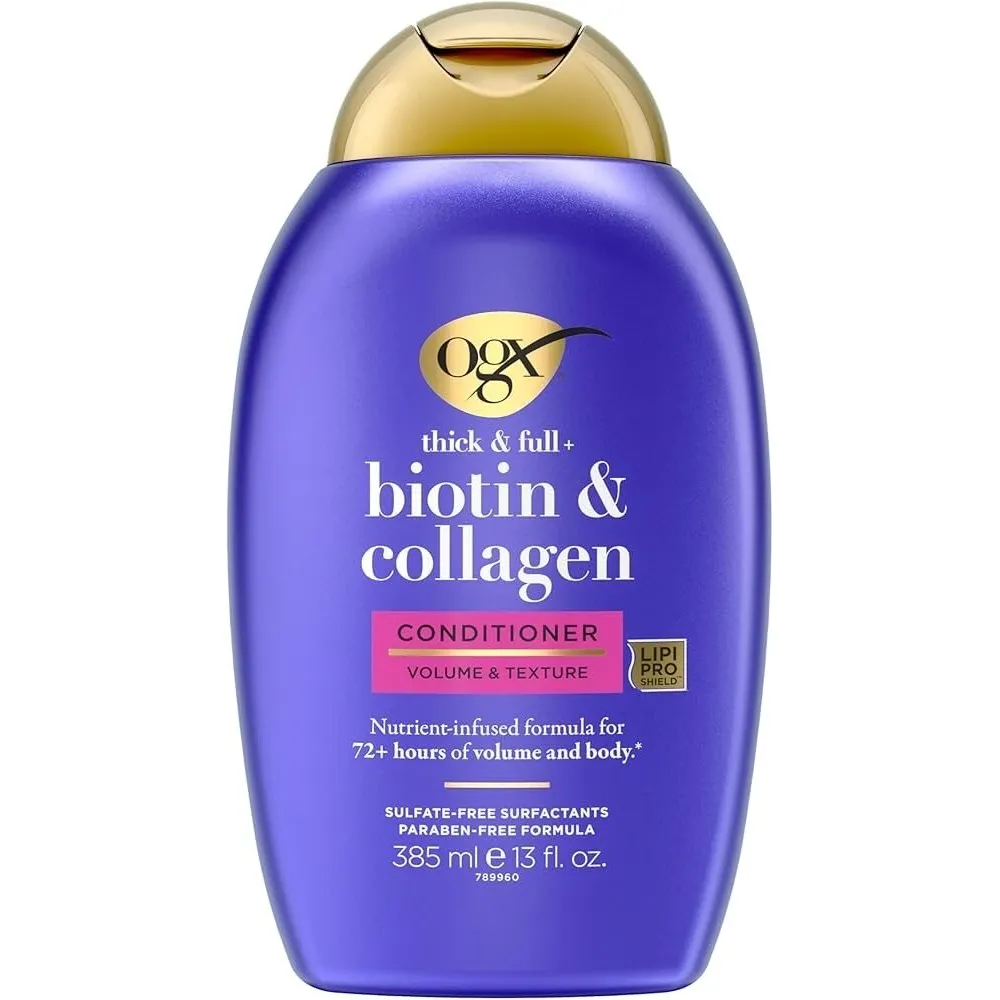 ogx
thick & full +
biotin &
collagen
CONDITIONER
VOLUME & TEXTURE
LIPI
PRO
SHIELD™
Nutrient-infused formula for
72+ hours of volume and body.*
SULFATE-FREE SURFACTANTS
PARABEN-FREE FORMULA
385 ml e 13 fl. oz.
789960